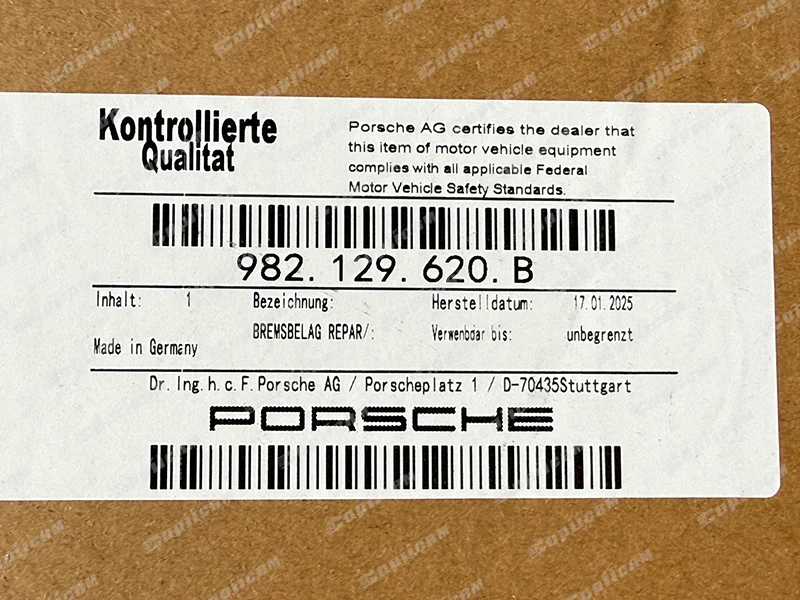 Kontrollierte
Qualitat
Porsche AG certifies the dealer that
this item of motor vehicle equipment
complies with all applicable Federal
Motor Vehicle Safety Standards.
982. 129. 620. B
Inhalt: 1 Bezeichnung: Herstelldatum: 17.01.2025
BREMSBELAG REPAR/: Verwendbar bis: unbegrenzt
Made in Germany
Dr. Ing. h. c. F. Porsche AG / Porscheplatz 1 / D-70435Stuttgart
PORSCHE